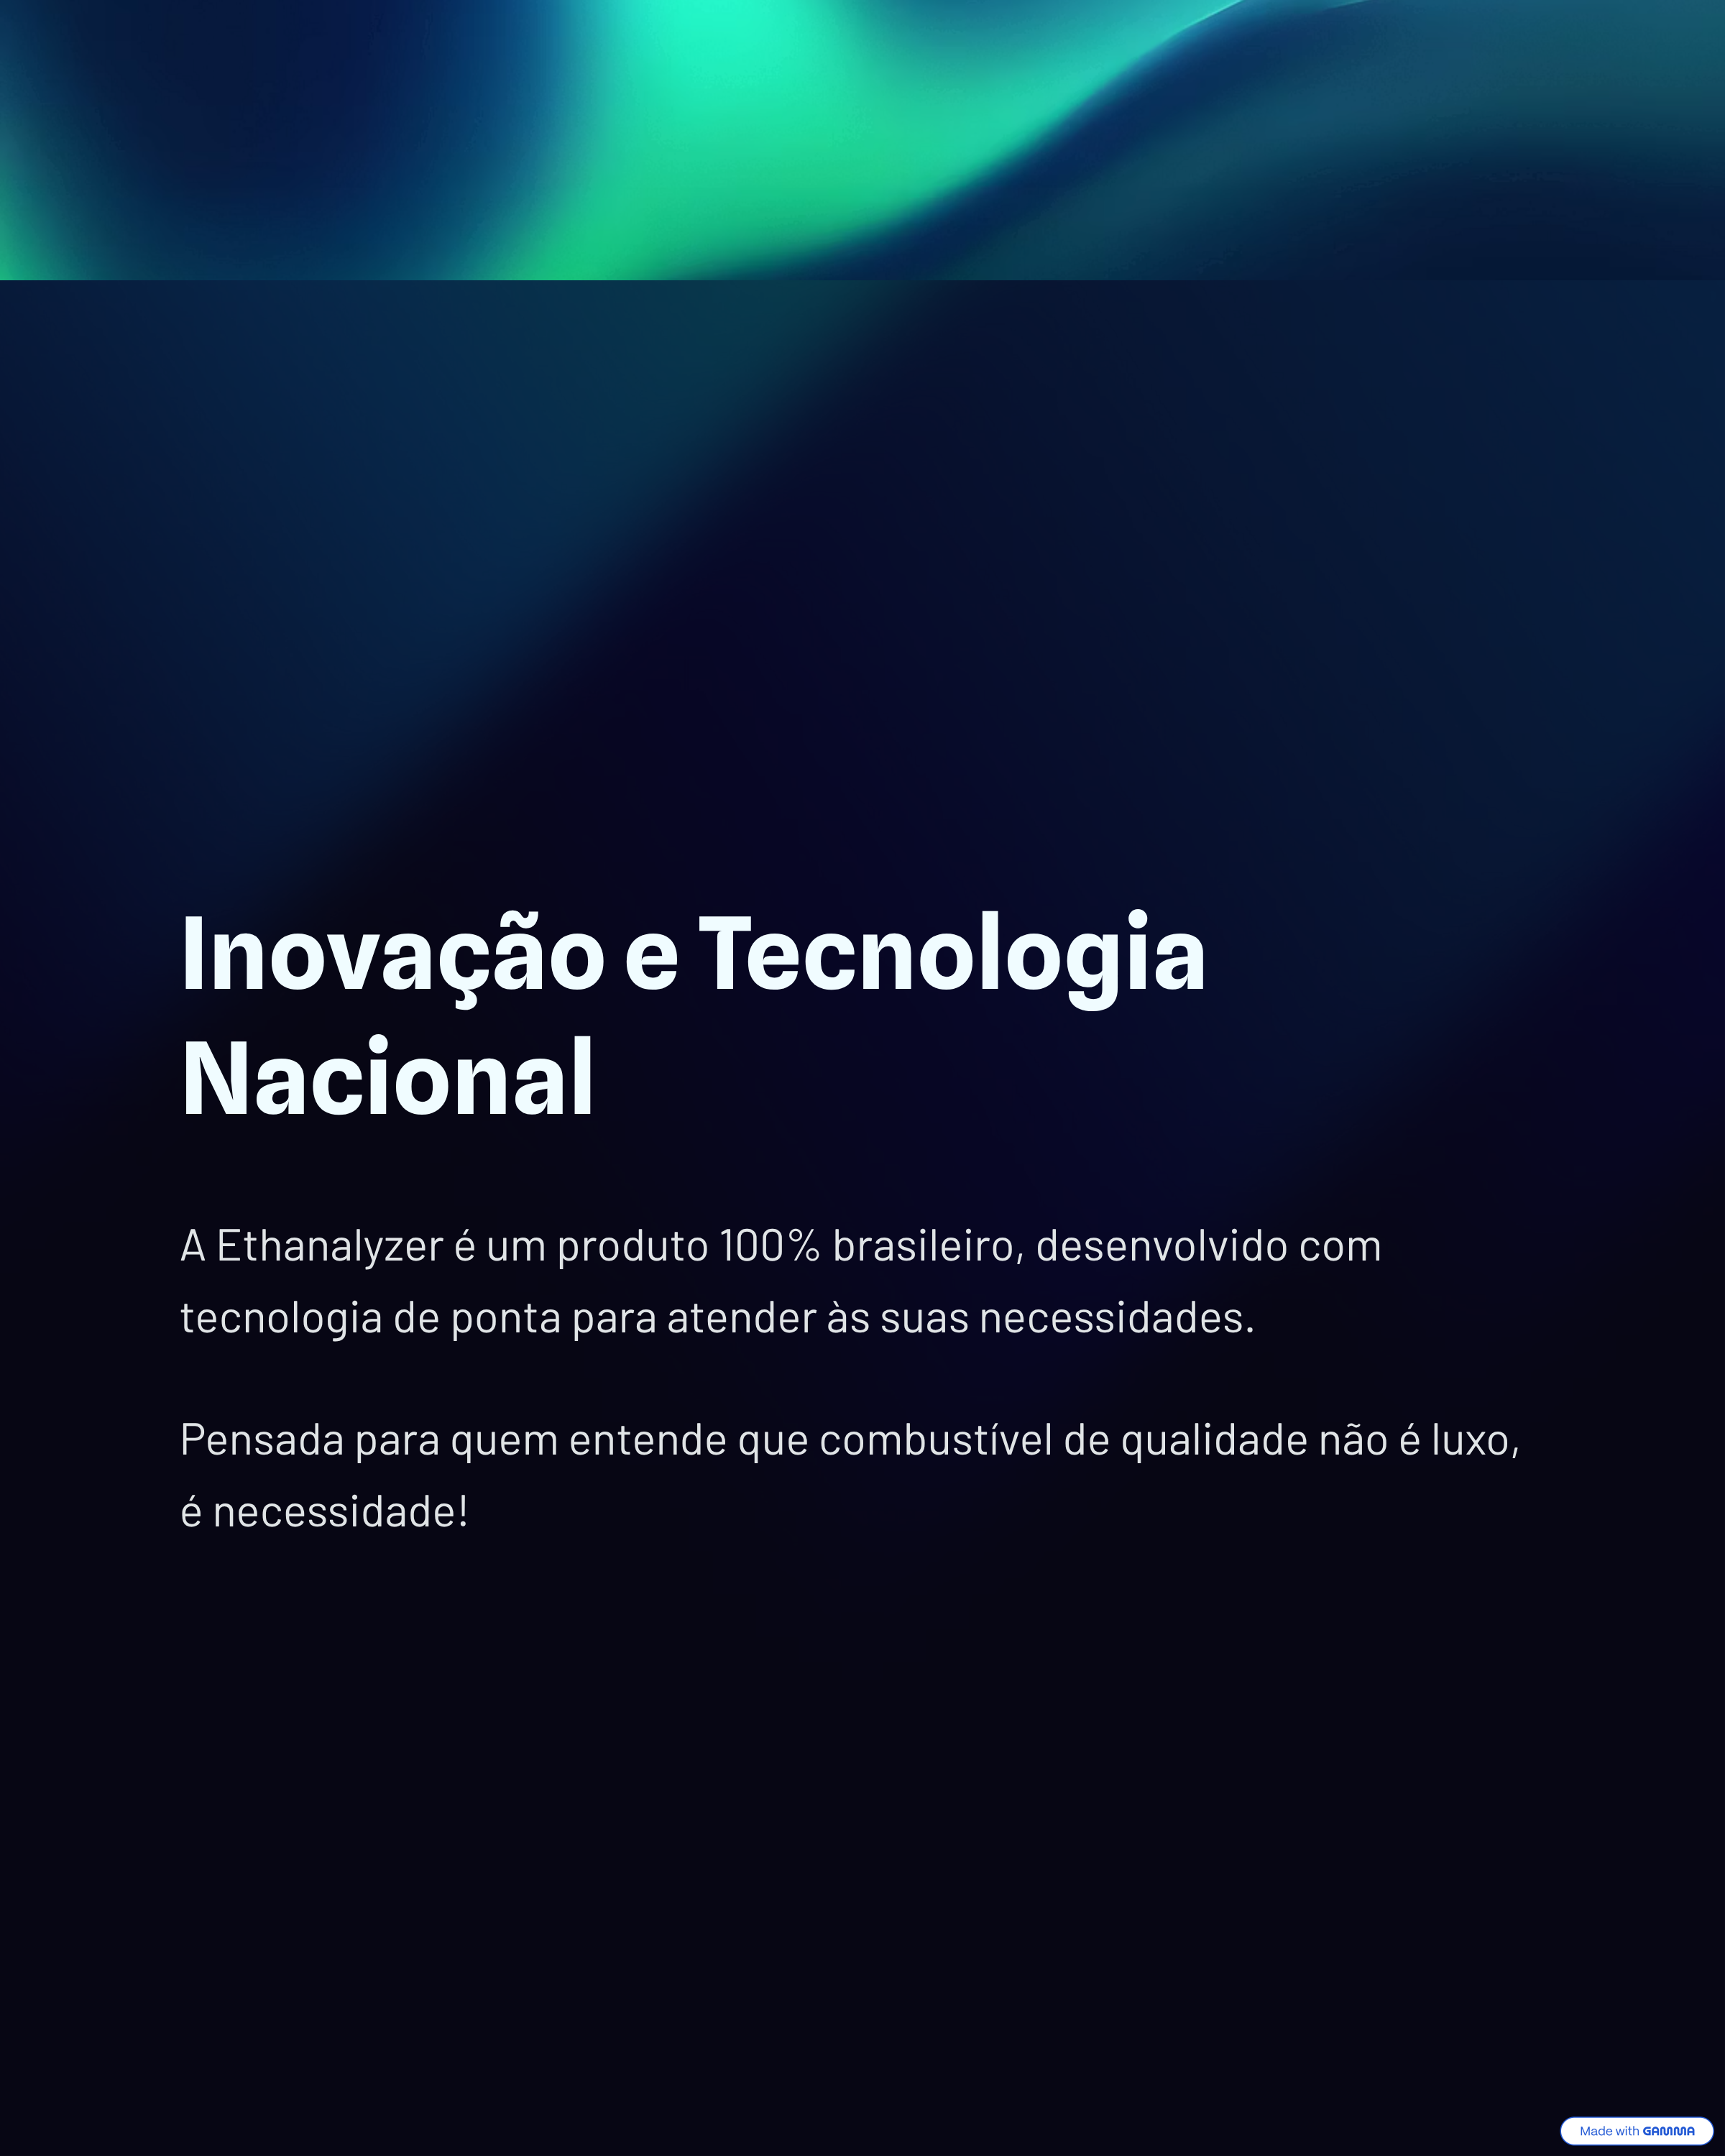 Inovação e Tecnologia
Nacional
A Ethanalyzer é um produto 100% brasileiro, desenvolvido com
tecnologia de ponta para atender às suas necessidades.
Pensada para quem entende que combustível de qualidade não é luxo,
é necessidade!
Made with GAMMA